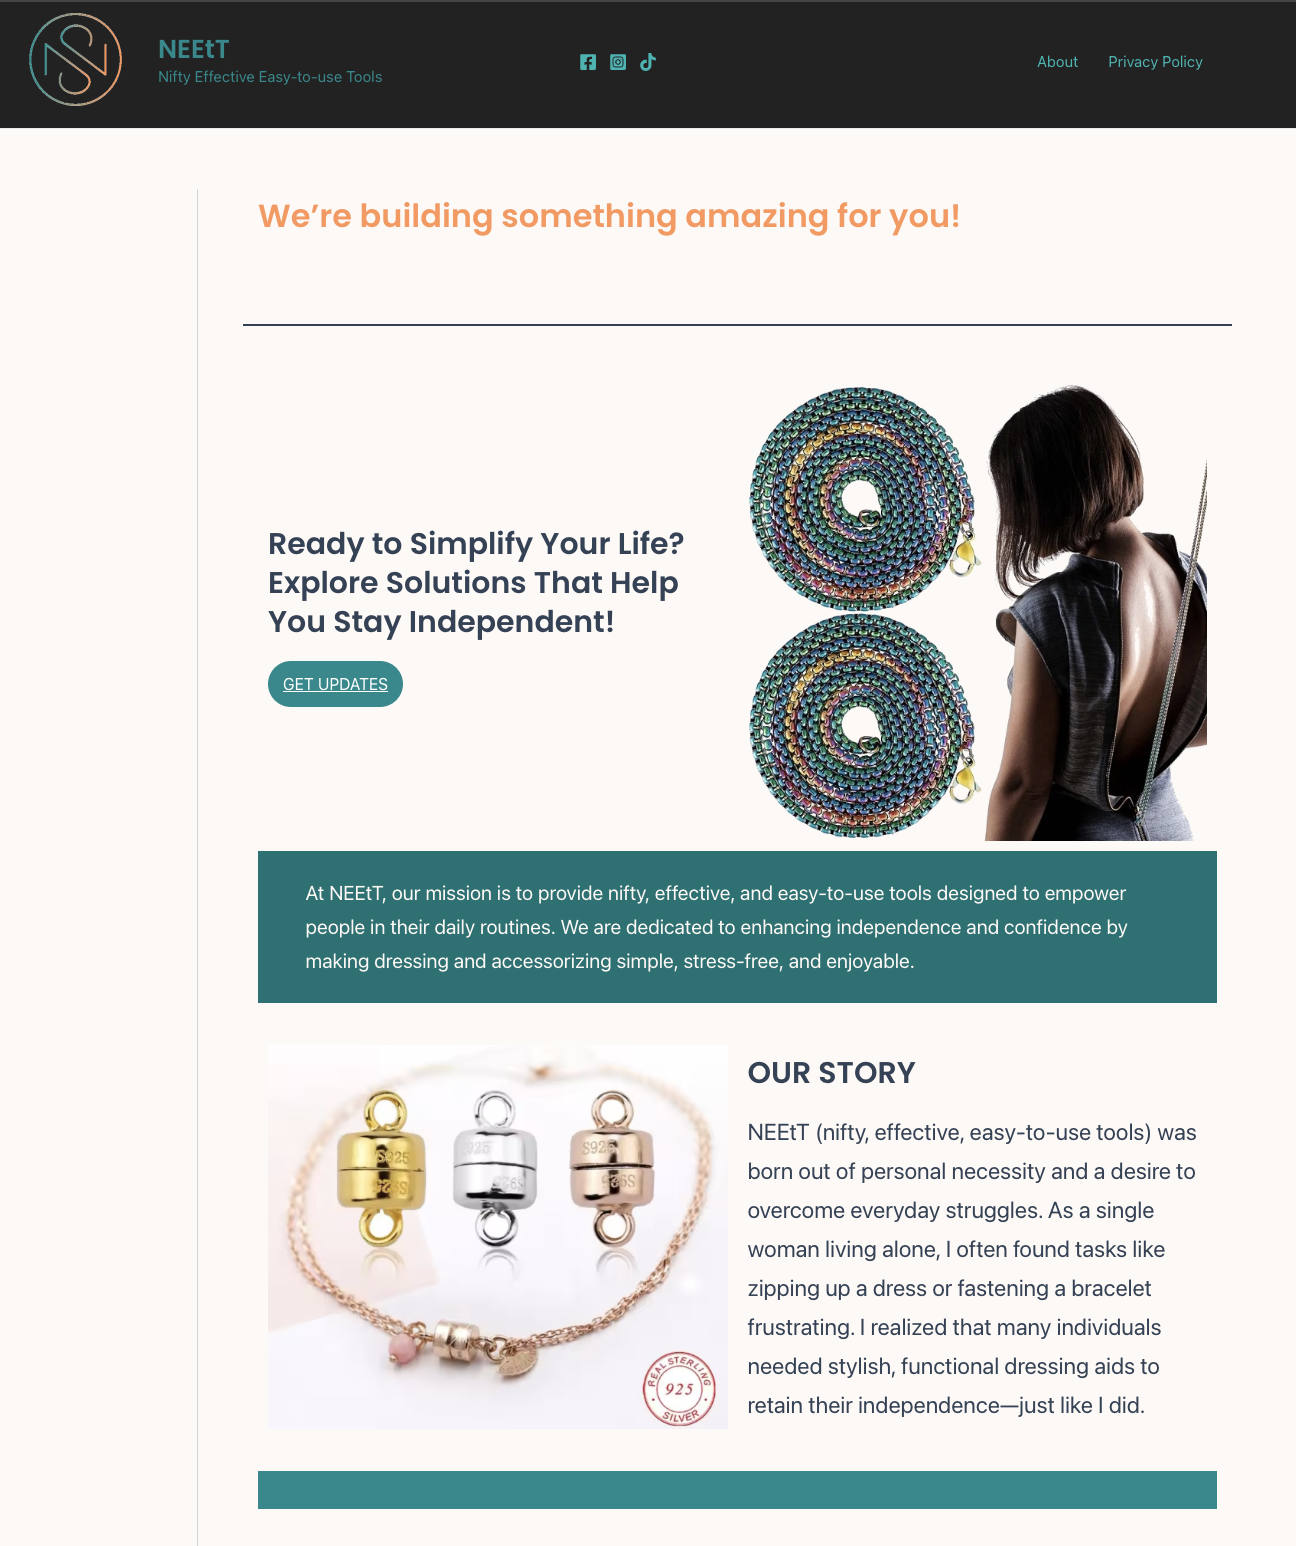 NEEtT
Nifty Effective Easy-to-use Tools
About
Privacy Policy
We're building something amazing for you!
Ready to Simplify Your Life?
Explore Solutions That Help
You Stay Independent!
GET UPDATES
At NEEtT, our mission is to provide nifty, effective, and easy-to-use tools designed to empower
people in their daily routines. We are dedicated to enhancing independence and confidence by
making dressing and accessorizing simple, stress-free, and enjoyable.
S925
S925
S925
S925
S925
S925
REAL STERLING
925
SILVER
OUR STORY
NEEtT (nifty, effective, easy-to-use tools) was
born out of personal necessity and a desire to
overcome everyday struggles. As a single
woman living alone, I often found tasks like
zipping up a dress or fastening a bracelet
frustrating. I realized that many individuals
needed stylish, functional dressing aids to
retain their independence—just like I did.